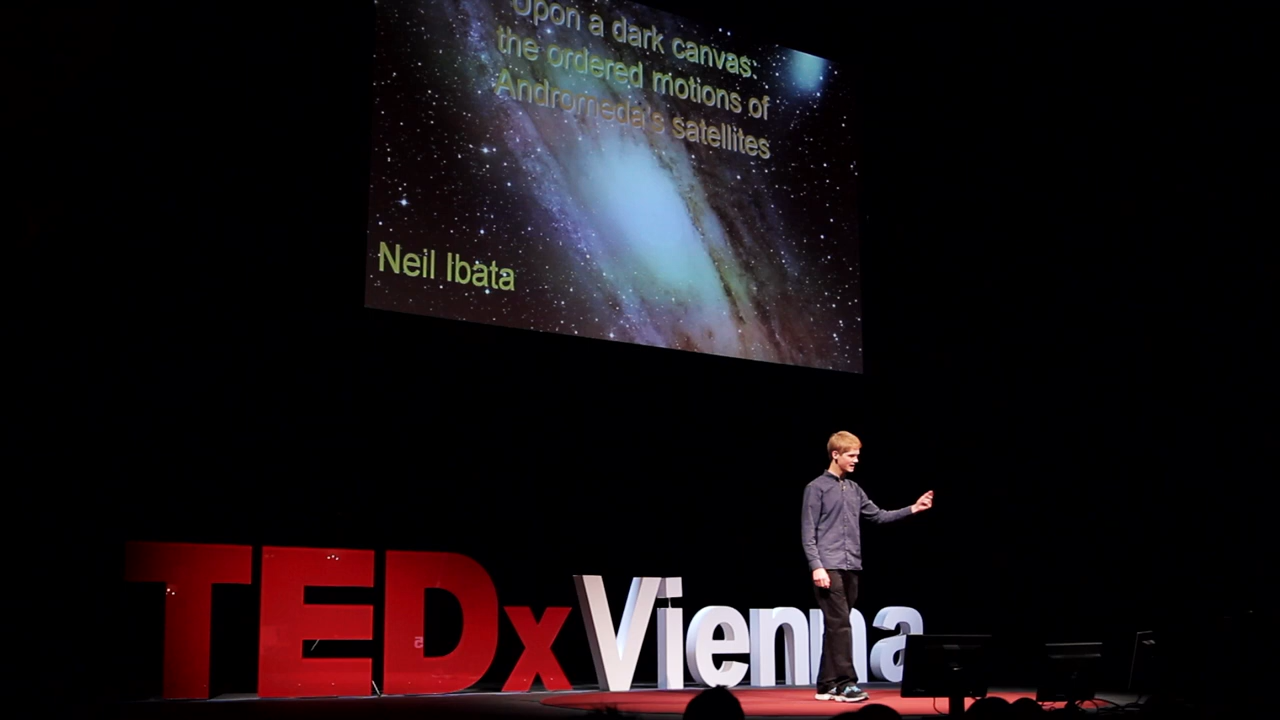 Upon a dark canvas:
the ordered motions of
Andromeda's satellites
Neil Ibata
TEDxVienna